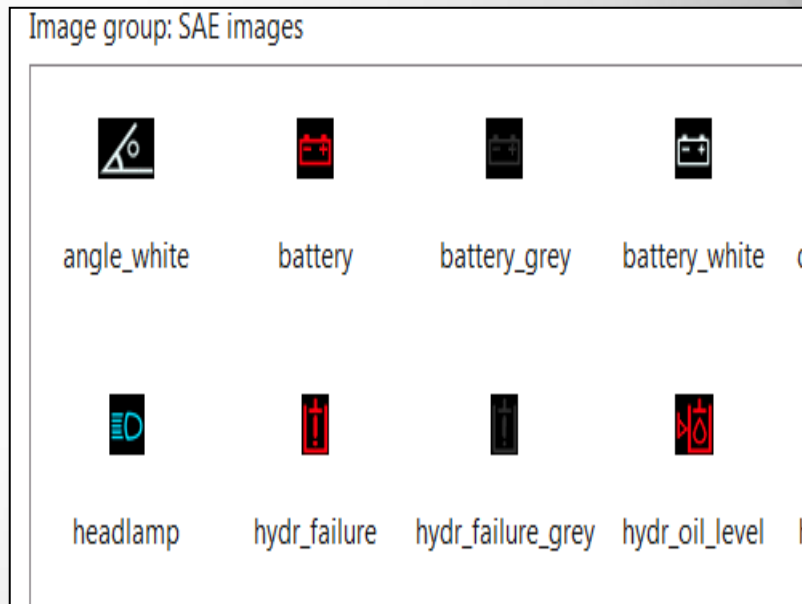 Image group: SAE images
angle_white battery battery_grey battery_white
headlamp hydr_failure hydr_failure_grey hydr_oil_level